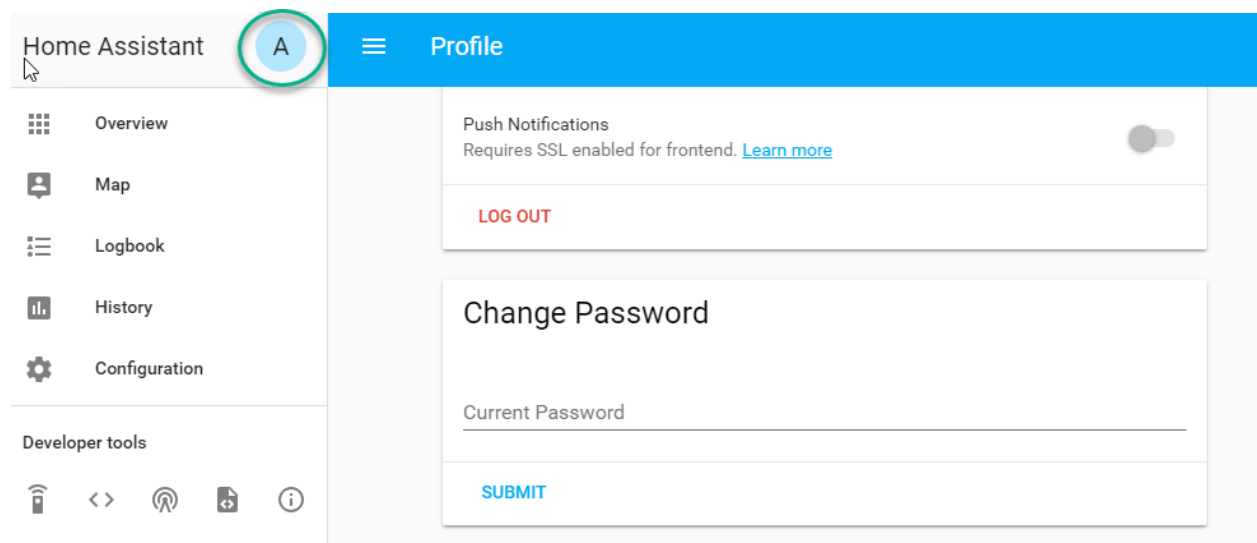 Home Assistant
A
Profile
Overview
Map
Logbook
History
Configuration
Developer tools
Push Notifications
Requires SSL enabled for frontend. Learn more
LOG OUT
Change Password
Current Password
SUBMIT